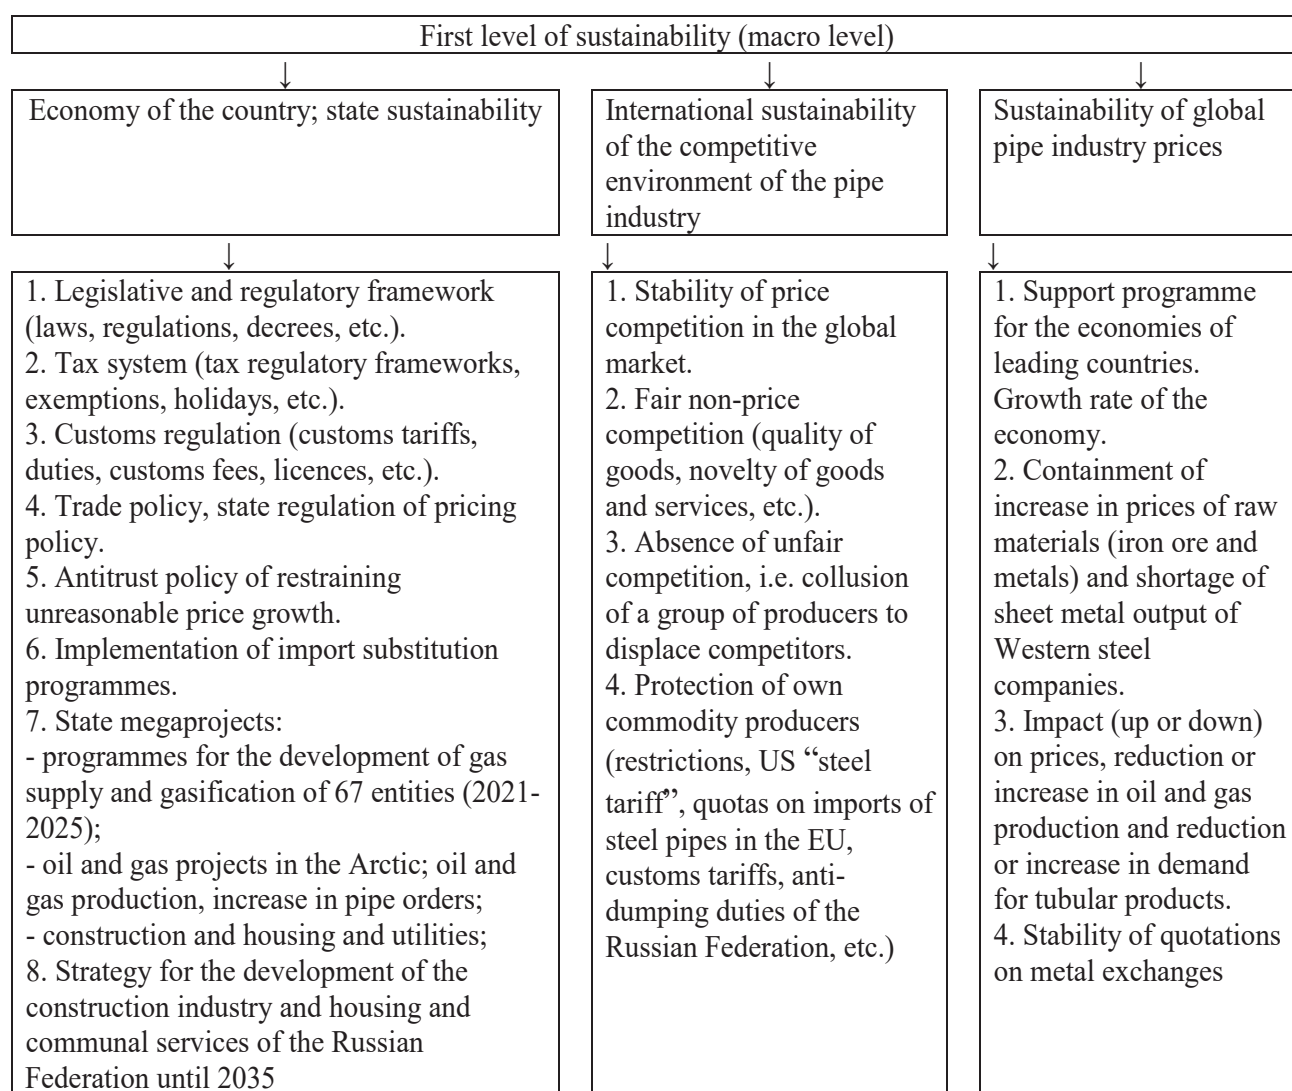 First level of sustainability (macro level)
↓ ↓ ↓
Economy of the country; state sustainability
International sustainability
of the competitive
environment of the pipe
industry
Sustainability of global
pipe industry prices
↓ ↓ ↓
1. Legislative and regulatory framework
(laws, regulations, decrees, etc.).
2. Tax system (tax regulatory frameworks,
exemptions, holidays, etc.).
3. Customs regulation (customs tariffs,
duties, customs fees, licences, etc.).
4. Trade policy, state regulation of pricing
policy.
5. Antitrust policy of restraining
unreasonable price growth.
6. Implementation of import substitution
programmes.
7. State megaprojects:
- programmes for the development of gas
supply and gasification of 67 entities (2021-
2025);
- oil and gas projects in the Arctic; oil and
gas production, increase in pipe orders;
- construction and housing and utilities;
8. Strategy for the development of the
construction industry and housing and
communal services of the Russian
Federation until 2035
1. Stability of price
competition in the global
market.
2. Fair non-price
competition (quality of
goods, novelty of goods
and services, etc.).
3. Absence of unfair
competition, i.e. collusion
of a group of producers to
displace competitors.
4. Protection of own
commodity producers
(restrictions, US “steel
tariff”, quotas on imports of
steel pipes in the EU,
customs tariffs, anti-
dumping duties of the
Russian Federation, etc.)
1. Support programme
for the economies of
leading countries.
Growth rate of the
economy.
2. Containment of
increase in prices of raw
materials (iron ore and
metals) and shortage of
sheet metal output of
Western steel
companies.
3. Impact (up or down)
on prices, reduction or
increase in oil and gas
production and reduction
or increase in demand
for tubular products.
4. Stability of quotations
on metal exchanges